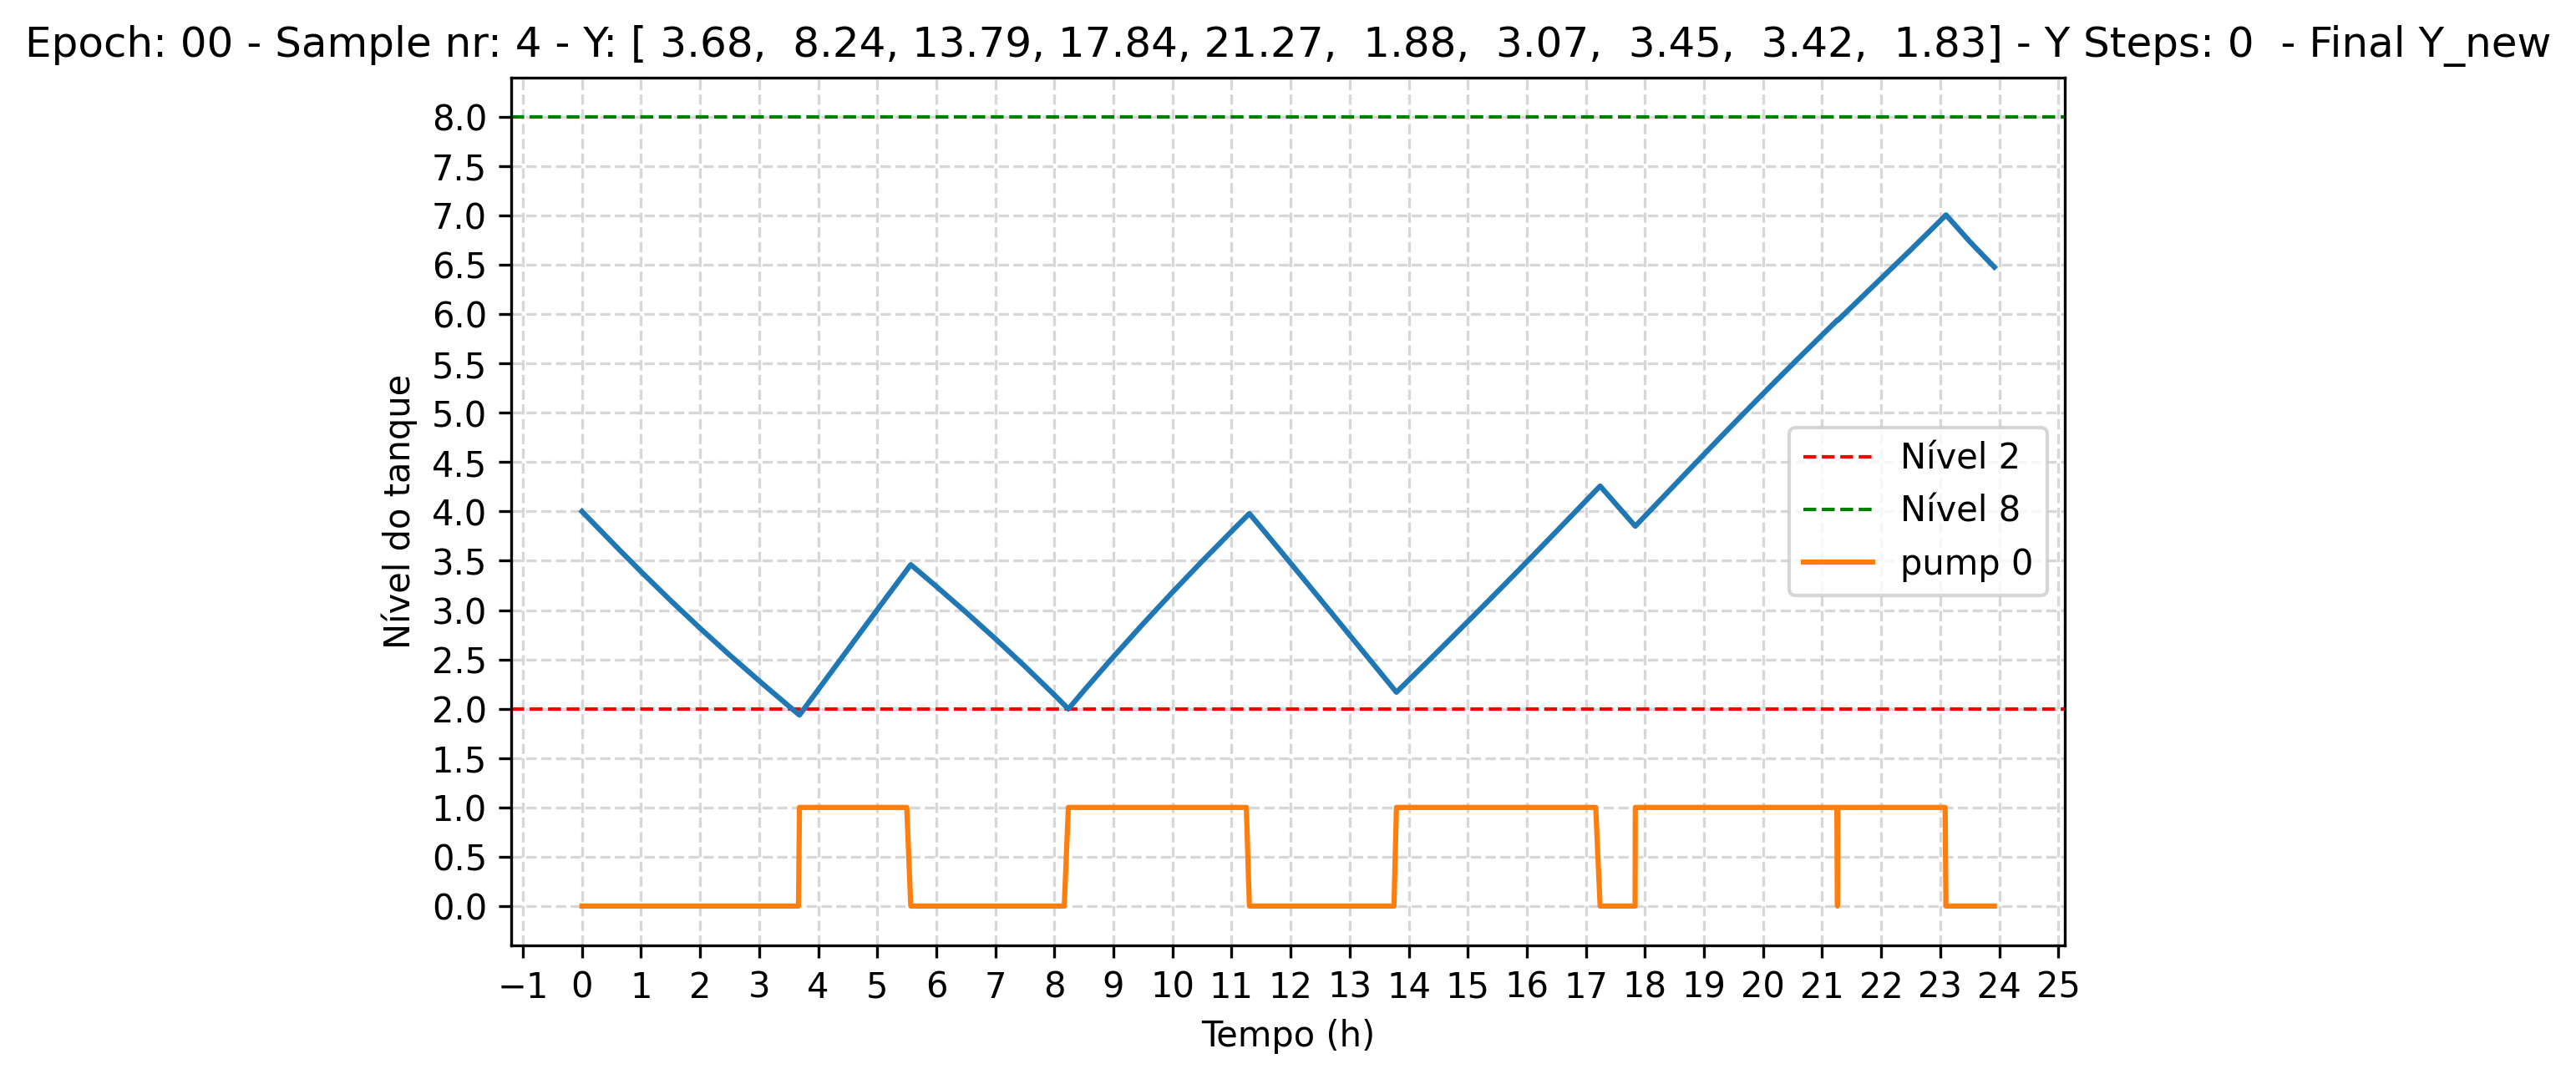 Epoch: 00 - Sample nr: 4 - Y: [ 3.68,  8.24, 13.79, 17.84, 21.27,  1.88,  3.07,  3.45,  3.42,  1.83] - Y Steps: 0  - Final Y_new
8.0
7.5
7.0
6.5
6.0
5.5
5.0
4.5
4.0
3.5
3.0
2.5
2.0
1.5
1.0
0.5
0.0
Nível do tanque
Nível 2
Nível 8
pump 0
−1 0 1 2 3 4 5 6 7 8 9 10 11 12 13 14 15 16 17 18 19 20 21 22 23 24 25
Tempo (h)